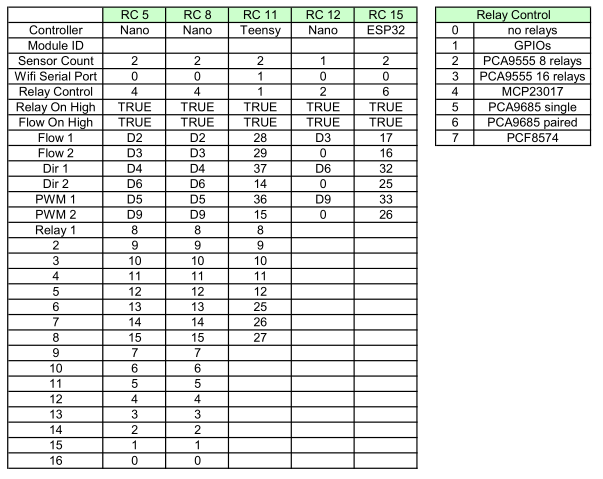 RC 5 RC 8 RC 11 RC 12 RC 15
Controller Nano Nano Teensy Nano ESP32
Module ID
Sensor Count 2 2 2 1 2
Wifi Serial Port 0 0 1 0 0
Relay Control 4 4 1 2 6
Relay On High TRUE TRUE TRUE TRUE TRUE
Flow On High TRUE TRUE TRUE TRUE TRUE
Flow 1 D2 D2 28 D3 17
Flow 2 D3 D3 29 0 16
Dir 1 D4 D4 37 D6 32
Dir 2 D6 D6 14 0 25
PWM 1 D5 D5 36 D9 33
PWM 2 D9 D9 15 0 26
Relay 1 8 8 8
2 9 9 9
3 10 10 10
4 11 11 11
5 12 12 12
6 13 13 25
7 14 14 26
8 15 15 27
9 7 7
10 6 6
11 5 5
12 4 4
13 3 3
14 2 2
15 1 1
16 0 0
Relay Control
0 no relays
1 GPIOs
2 PCA9555 8 relays
3 PCA9555 16 relays
4 MCP23017
5 PCA9685 single
6 PCA9685 paired
7 PCF8574